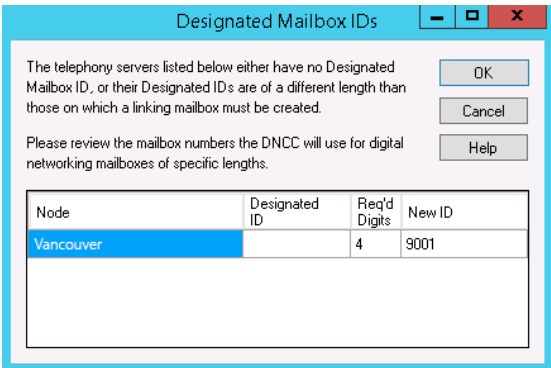 Designated Mailbox IDs
The telephony servers listed below either have no Designated
Mailbox ID, or their Designated IDs are of a different length than
those on which a linking mailbox must be created.
Please review the mailbox numbers the DNCC will use for digital
networking mailboxes of specific lengths.
OK
Cancel
Help
Node Designated ID Req'd Digits New ID
Vancouver 4 9001